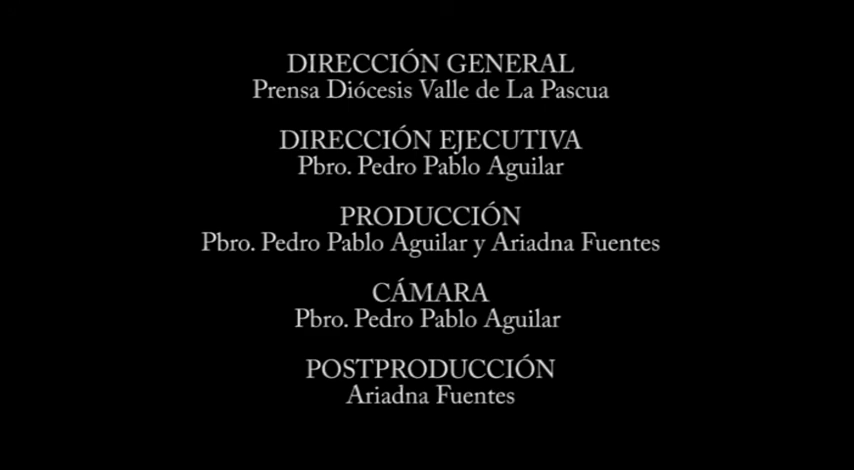 DIRECCIÓN GENERAL
Prensa Diócesis Valle de La Pascua
DIRECCIÓN EJECUTIVA
Pbro. Pedro Pablo Aguilar
PRODUCCIÓN
Pbro. Pedro Pablo Aguilar y Ariadna Fuentes
CÁMARA
Pbro. Pedro Pablo Aguilar
POSTPRODUCCIÓN
Ariadna Fuentes